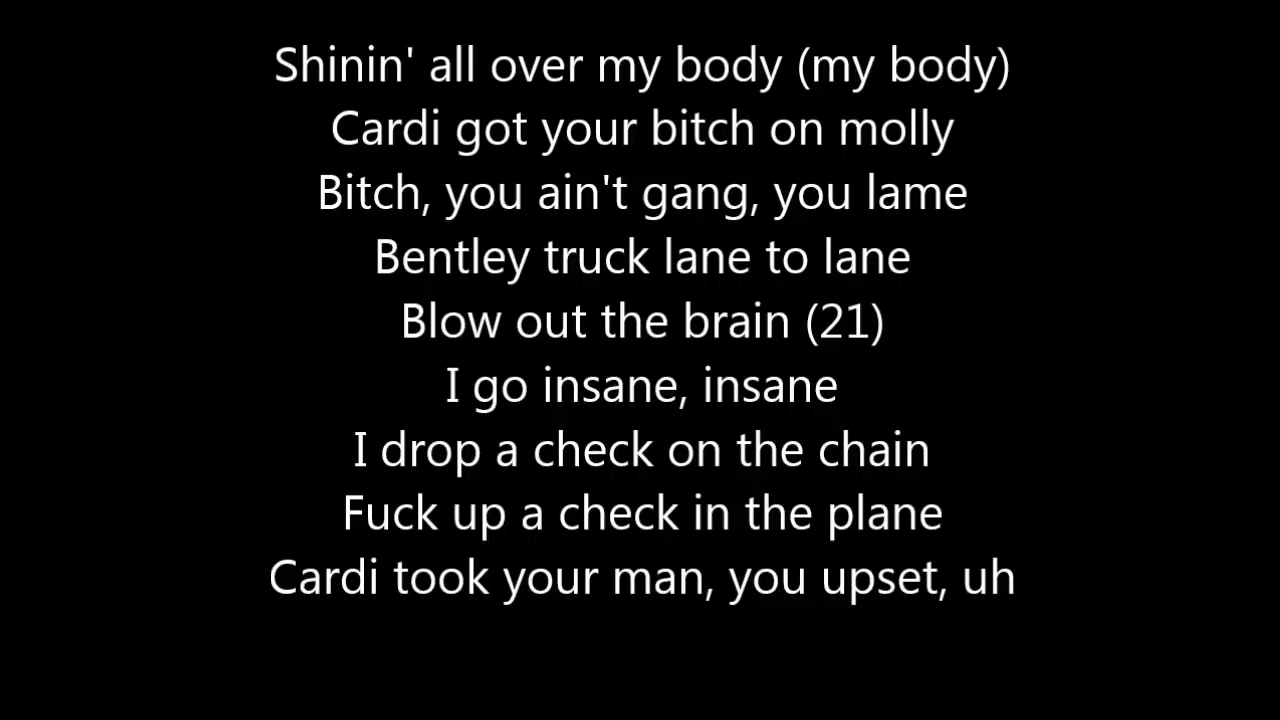 Shinin' all over my body (my body)
Cardi got your bitch on molly
Bitch, you ain't gang, you lame
Bentley truck lane to lane
Blow out the brain (21)
I go insane, insane
I drop a check on the chain
Fuck up a check in the plane
Cardi took your man, you upset, uh